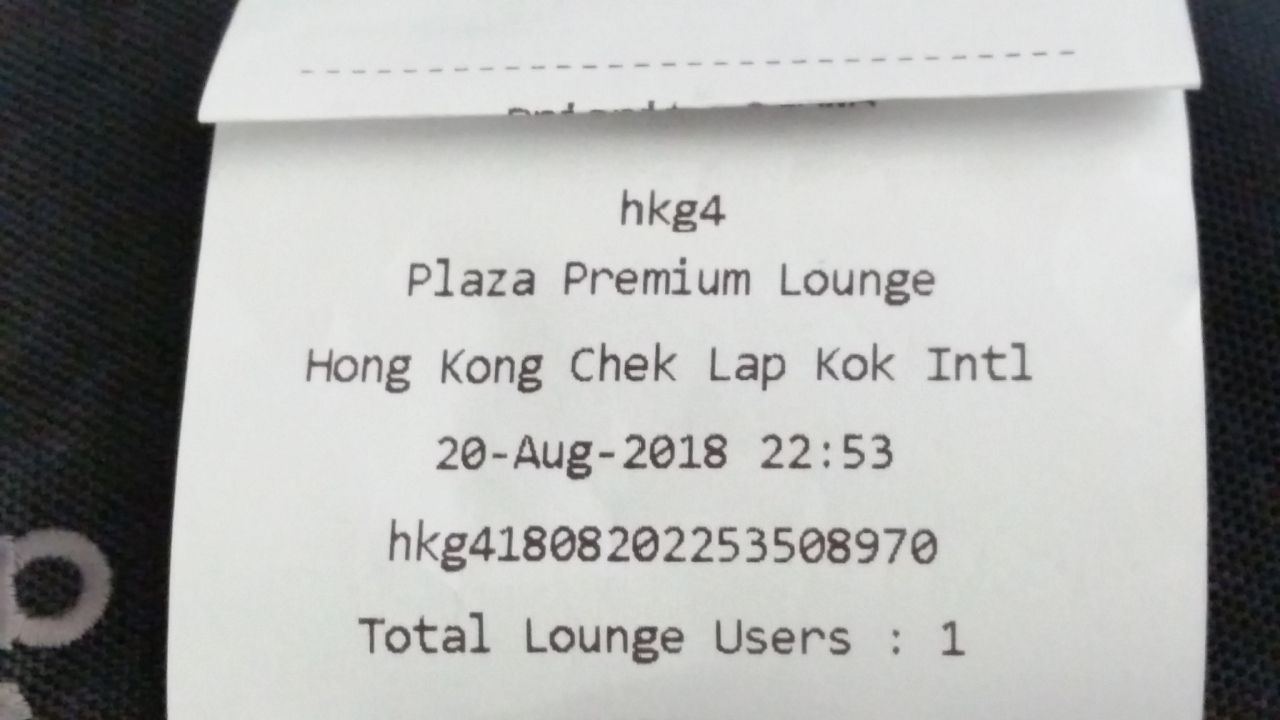 hkg4
Plaza Premium Lounge
Hong Kong Chek Lap Kok Intl
20-Aug-2018 22:53
hkg41808202253508970
Total Lounge Users : 1